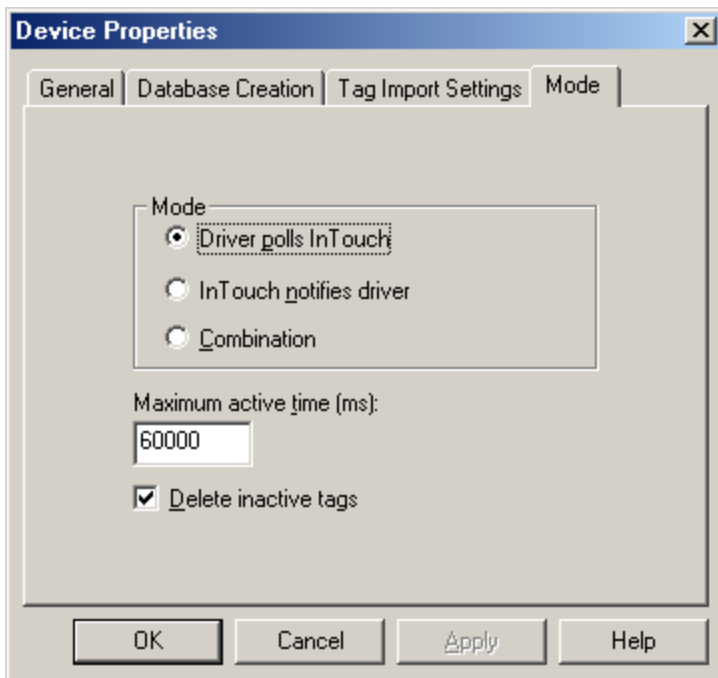 Device Properties
General Database Creation Tag Import Settings Mode
Mode
Driver polls InTouch
InTouch notifies driver
Combination
Maximum active time (ms):
60000
Delete inactive tags
OK Cancel Apply Help